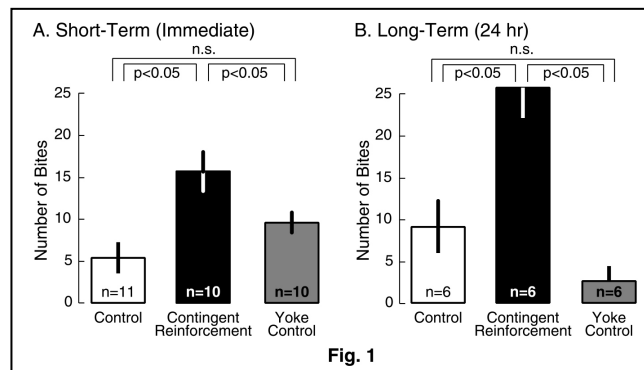 A. Short-Term (Immediate)
n.s.
p<0.05 p<0.05
Number of Bites
25
20
15
10
5
0
n=11 n=10 n=10
Control Contingent Reinforcement Yoke Control
B. Long-Term (24 hr)
n.s.
p<0.05 p<0.05
Number of Bites
25
20
15
10
5
0
n=6 n=6 n=6
Control Contingent Reinforcement Yoke Control
Fig. 1